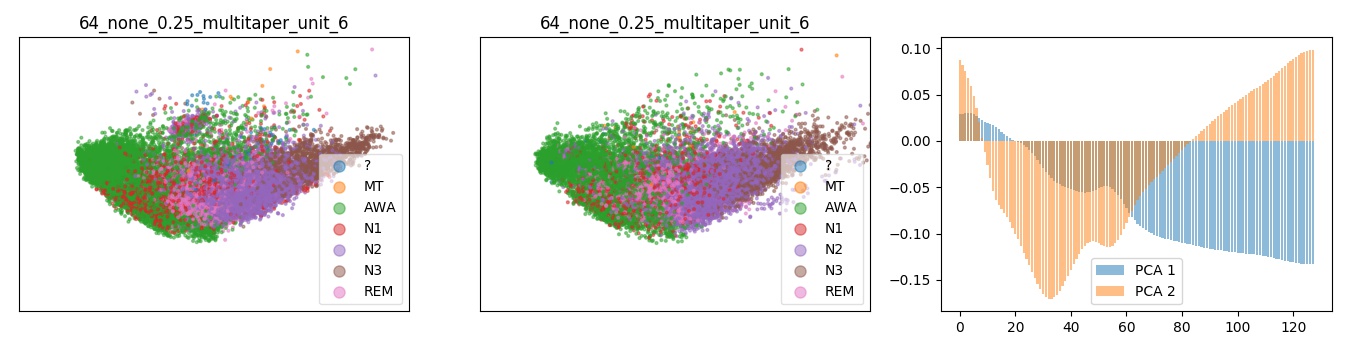 64_none_0.25_multitaper_unit_6
?
MT
AWA
N1
N2
N3
REM
64_none_0.25_multitaper_unit_6
?
MT
AWA
N1
N2
N3
REM
0.10
0.05
0.00
−0.05
−0.10
−0.15
PCA 1
PCA 2
0
20
40
60
80
100
120